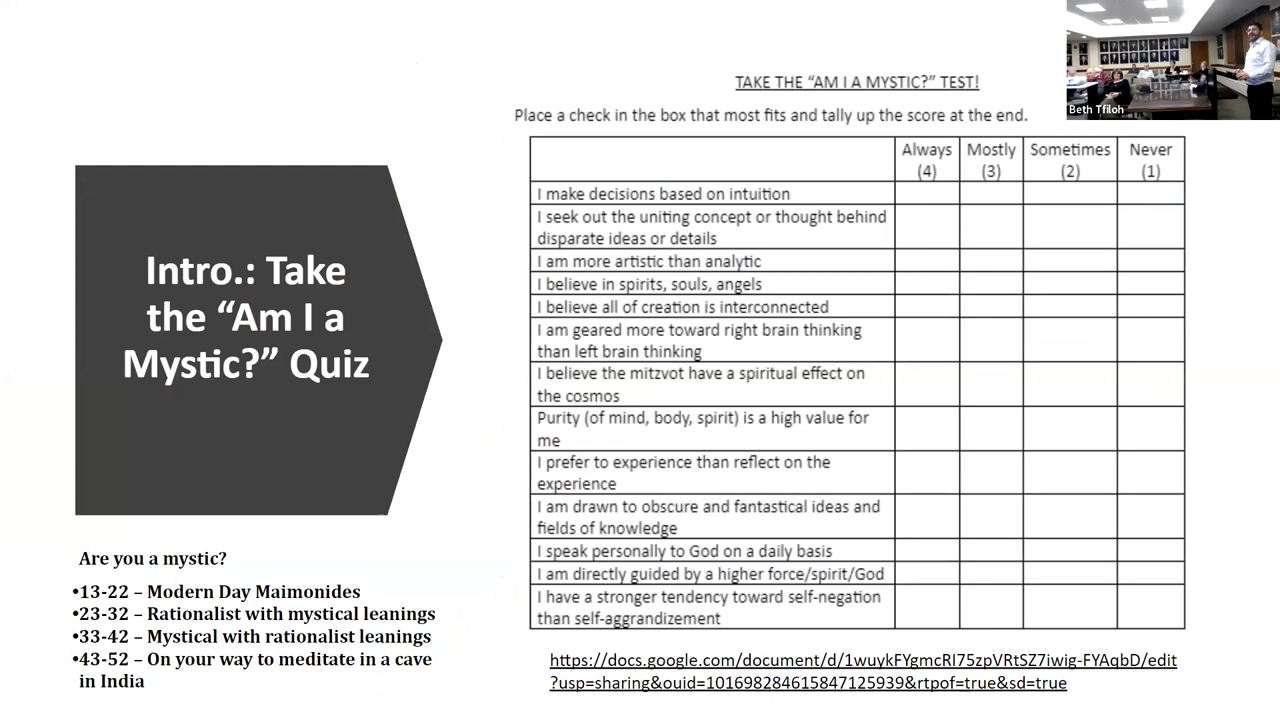 Intro.: Take
the “Am I a
Mystic?” Quiz
Are you a mystic?
•13-22 – Modern Day Maimonides
•23-32 – Rationalist with mystical leanings
•33-42 – Mystical with rationalist leanings
•43-52 – On your way to meditate in a cave
in India
TAKE THE “AM I A MYSTIC?” TEST!
Place a check in the box that most fits and tally up the score at the end.
Always Mostly Sometimes Never
(4) (3) (2) (1)
I make decisions based on intuition
I seek out the uniting concept or thought behind
disparate ideas or details
I am more artistic than analytic
I believe in spirits, souls, angels
I believe all of creation is interconnected
I am geared more toward right brain thinking
than left brain thinking
I believe the mitzvot have a spiritual effect on
the cosmos
Purity (of mind, body, spirit) is a high value for
me
I prefer to experience than reflect on the
experience
I am drawn to obscure and fantastical ideas and
fields of knowledge
I speak personally to God on a daily basis
I am directly guided by a higher force/spirit/God
I have a stronger tendency toward self-negation
than self-aggrandizement
https://docs.google.com/document/d/1wuykFYgmcRI75zpVRtSZ7iwig-FYAqbD/edit
?usp=sharing&ouid=101698284615847125939&rtpof=true&sd=true
Beth Tfiloh